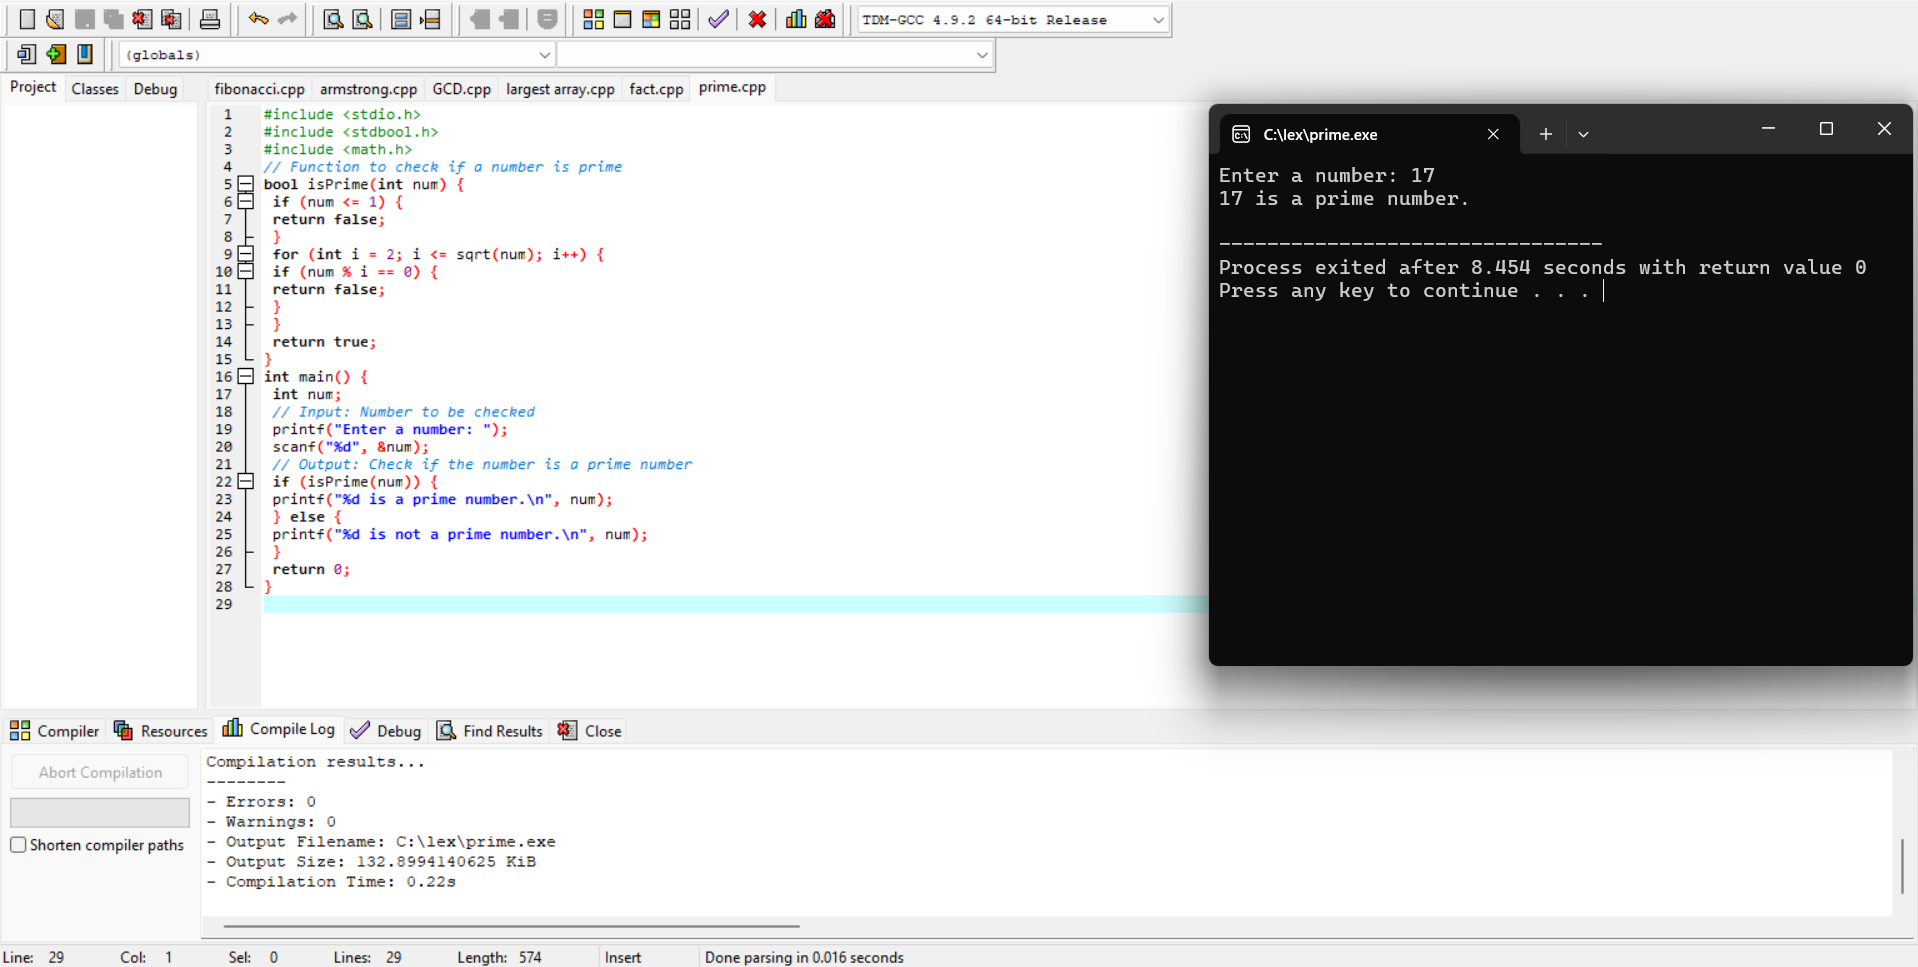 TDM-GCC 4.9.2 64-bit Release
(globals)
Project Classes Debug
fibonacci.cpp armstrong.cpp GCD.cpp largest array.cpp fact.cpp prime.cpp
1 #include <stdio.h>
2 #include <stdbool.h>
3 #include <math.h>
4 // Function to check if a number is prime
5 bool isPrime(int num) {
6 if (num <= 1) {
7 return false;
8 }
9 for (int i = 2; i <= sqrt(num); i++) {
10 if (num % i == 0) {
11 return false;
12 }
13 }
14 return true;
15 }
16 int main() {
17 int num;
18 // Input: Number to be checked
19 printf("Enter a number: ");
20 scanf("%d", &num);
21 // Output: Check if the number is a prime number
22 if (isPrime(num)) {
23 printf("%d is a prime number.\n", num);
24 } else {
25 printf("%d is not a prime number.\n", num);
26 }
27 return 0;
28 }
29
C:\lex\prime.exe
Enter a number: 17
17 is a prime number.
--------------------------------
Process exited after 8.454 seconds with return value 0
Press any key to continue . . .
Compiler Resources Compile Log Debug Find Results Close
Abort Compilation
Shorten compiler paths
Compilation results...
--------
- Errors: 0
- Warnings: 0
- Output Filename: C:\lex\prime.exe
- Output Size: 132.8994140625 KiB
- Compilation Time: 0.22s
Line: 29 Col: 1 Sel: 0 Lines: 29 Length: 574 Insert Done parsing in 0.016 seconds